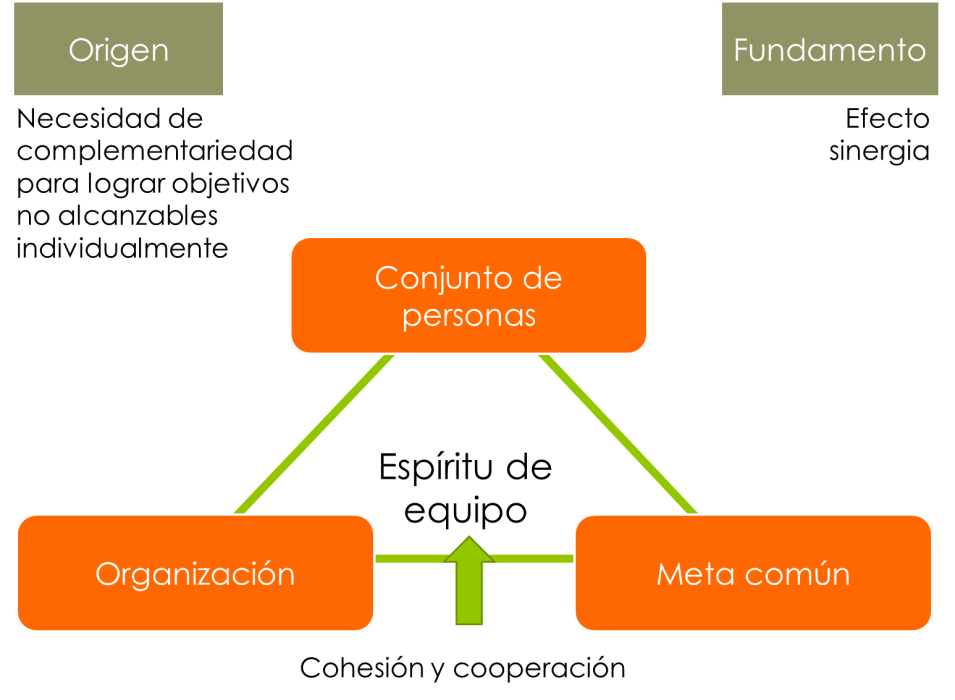 Origen
Fundamento
Necesidad de
complementariedad
para lograr objetivos
no alcanzables
individualmente
Efecto
sinergia
Conjunto de
personas
Espíritu de
equipo
Organización
Meta común
Cohesión y cooperación